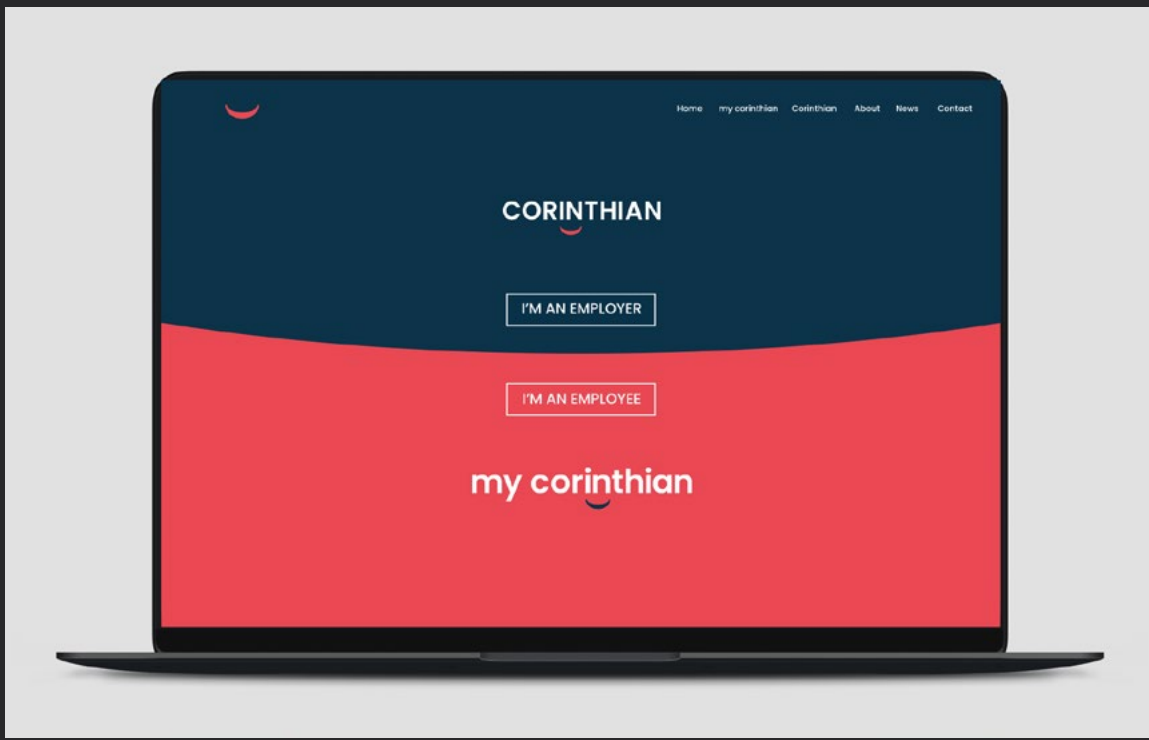 Home my corinthian Corinthian About News Contact
CORINTHIAN
I'M AN EMPLOYER
I'M AN EMPLOYEE
my corinthian